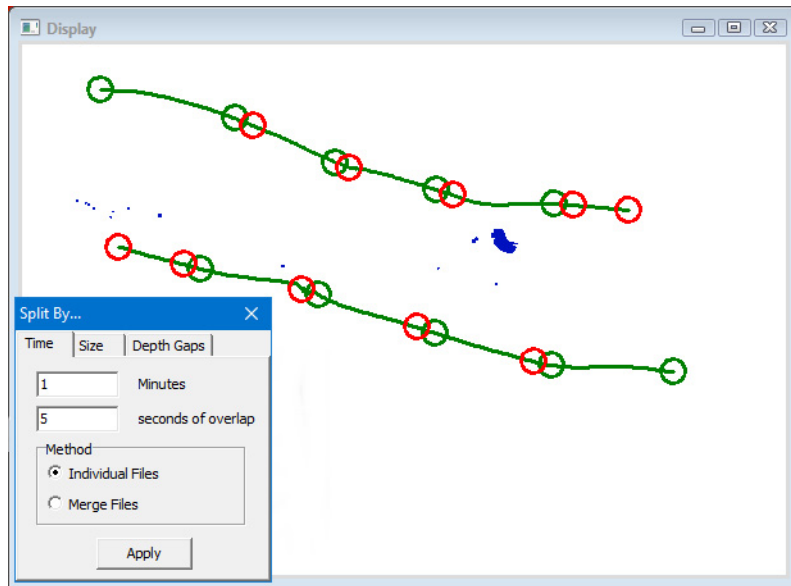 Display
Split By...
Time Size Depth Gaps
1 Minutes
5 seconds of overlap
Method
Individual Files
Merge Files
Apply